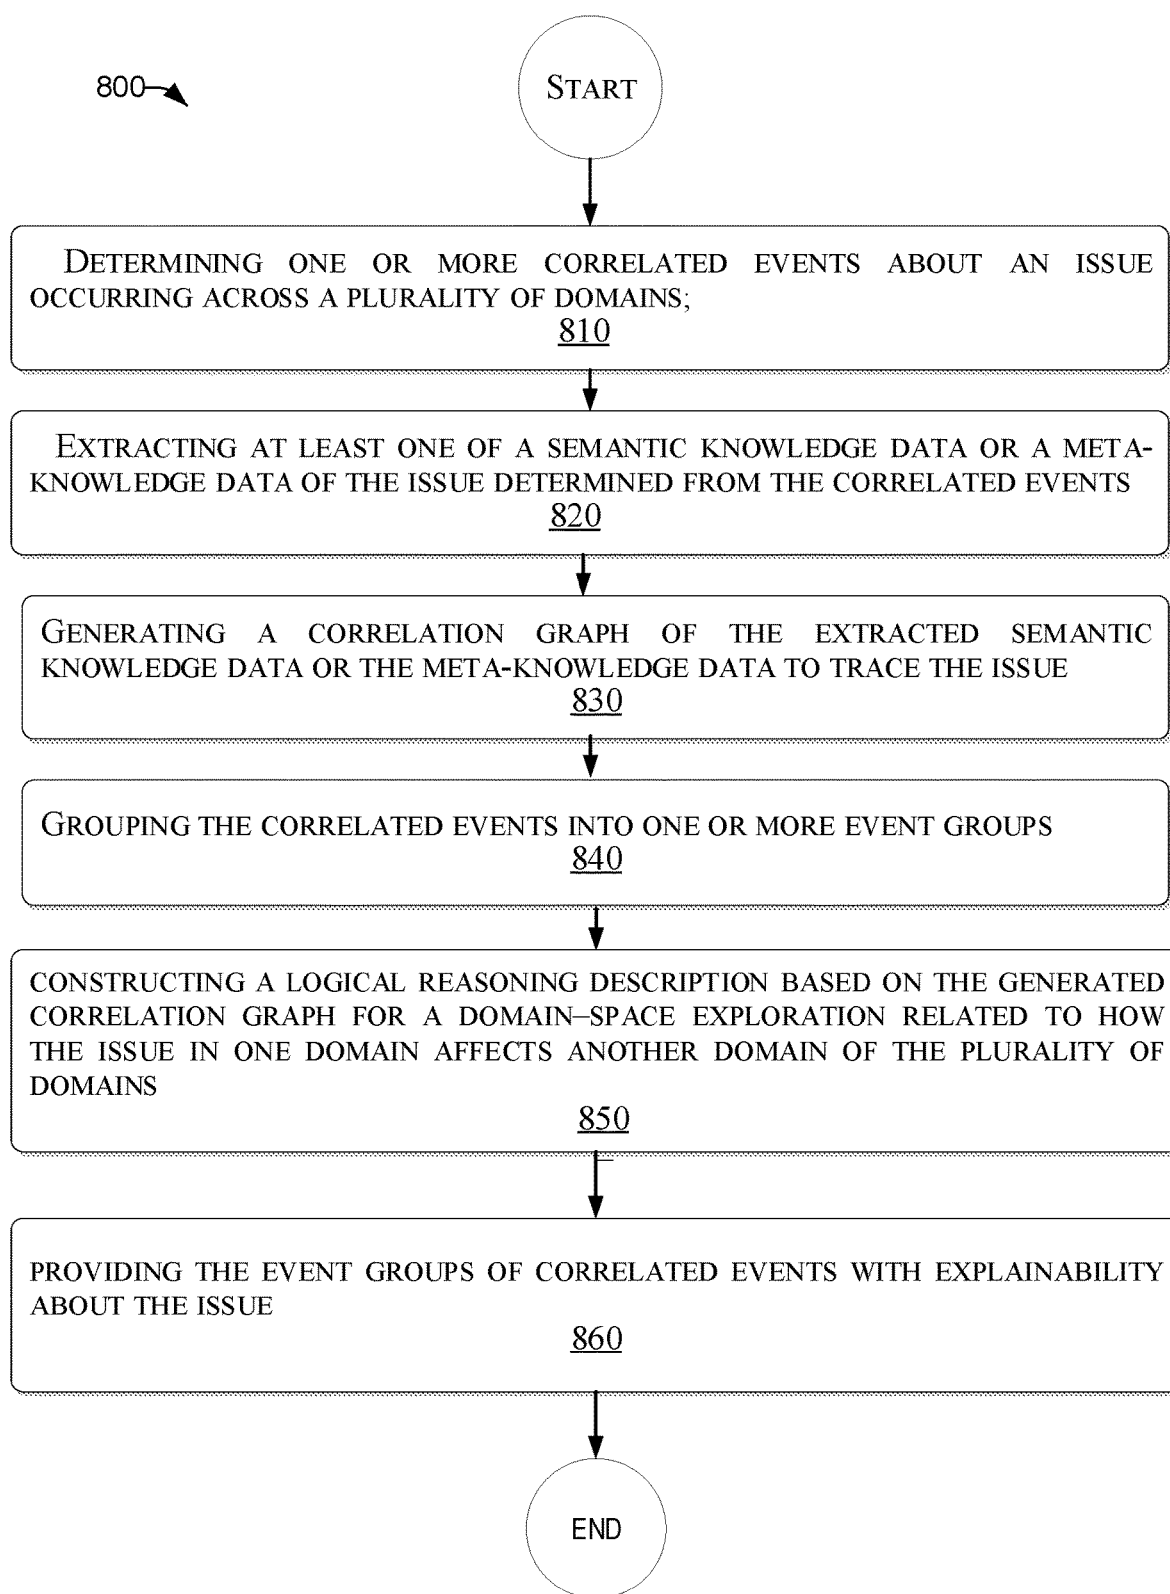 800
START
DETERMINING ONE OR MORE CORRELATED EVENTS ABOUT AN ISSUE
OCCURRING ACROSS A PLURALITY OF DOMAINS;
810
EXTRACTING AT LEAST ONE OF A SEMANTIC KNOWLEDGE DATA OR A META-
KNOWLEDGE DATA OF THE ISSUE DETERMINED FROM THE CORRELATED EVENTS
820
GENERATING A CORRELATION GRAPH OF THE EXTRACTED SEMANTIC
KNOWLEDGE DATA OR THE META-KNOWLEDGE DATA TO TRACE THE ISSUE
830
GROUPING THE CORRELATED EVENTS INTO ONE OR MORE EVENT GROUPS
840
CONSTRUCTING A LOGICAL REASONING DESCRIPTION BASED ON THE GENERATED
CORRELATION GRAPH FOR A DOMAIN–SPACE EXPLORATION RELATED TO HOW
THE ISSUE IN ONE DOMAIN AFFECTS ANOTHER DOMAIN OF THE PLURALITY OF
DOMAINS
850
PROVIDING THE EVENT GROUPS OF CORRELATED EVENTS WITH EXPLAINABILITY
ABOUT THE ISSUE
860
END